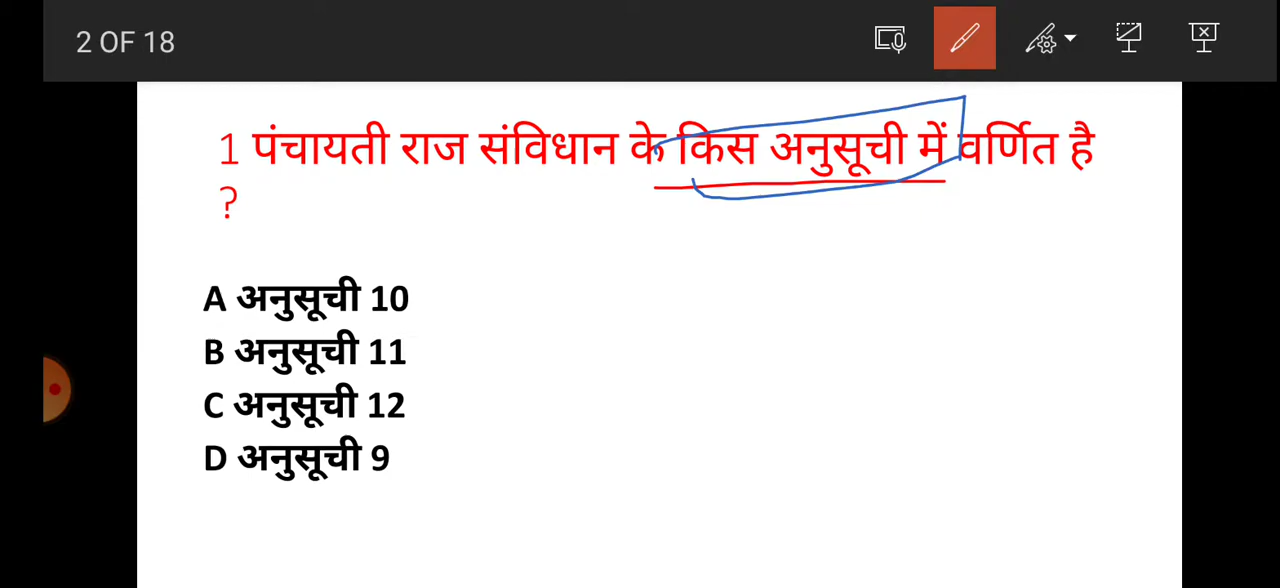 2 OF 18
1 पंचायती राज संविधान के किस अनुसूची में वर्णित है
?
A अनुसूची 10
B अनुसूची 11
C अनुसूची 12
D अनुसूची 9